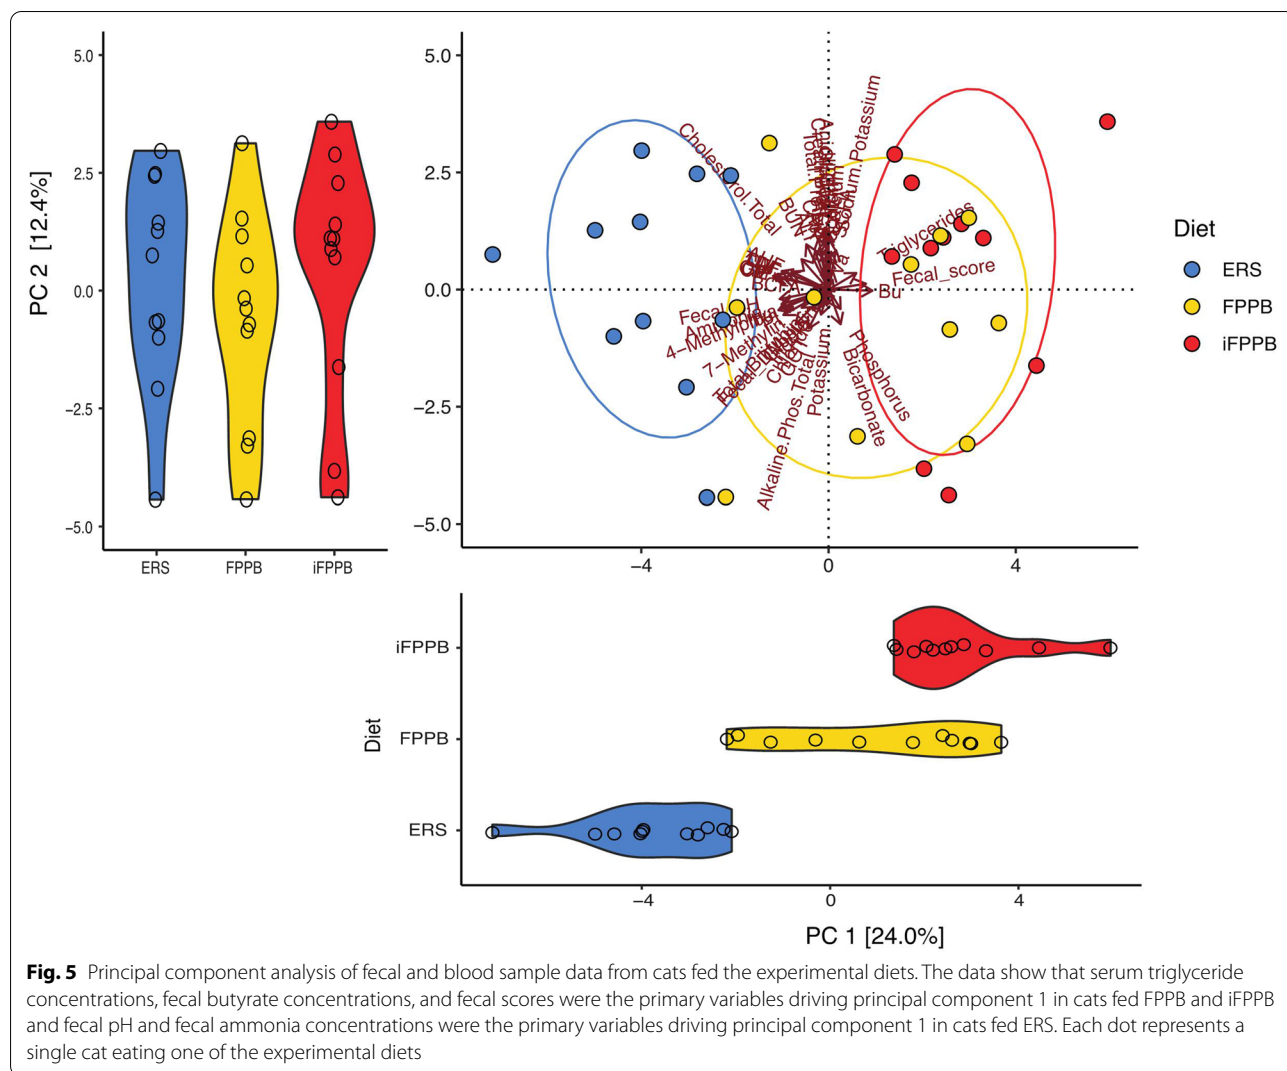 5.0
2.5
0.0
−2.5
−5.0
PC 2 [12.4%]
ERS FPPB iFPPB
5.0
2.5
0.0
−2.5
−5.0
−4 0 4
Cholesterol.Total
BUN
Sodium.Potassium
Triglycerides
Fecal_score
Bu
BCFA
4−Methylphenol
Phosphorus
Bicarbonate
Potassium
Alkaline.Phos.Total
Diet
ERS
FPPB
iFPPB
Diet
iFPPB
FPPB
ERS
−4 0 4
PC 1 [24.0%]
Fig. 5 Principal component analysis of fecal and blood sample data from cats fed the experimental diets. The data show that serum triglyceride
concentrations, fecal butyrate concentrations, and fecal scores were the primary variables driving principal component 1 in cats fed FPPB and iFPPB
and fecal pH and fecal ammonia concentrations were the primary variables driving principal component 1 in cats fed ERS. Each dot represents a
single cat eating one of the experimental diets